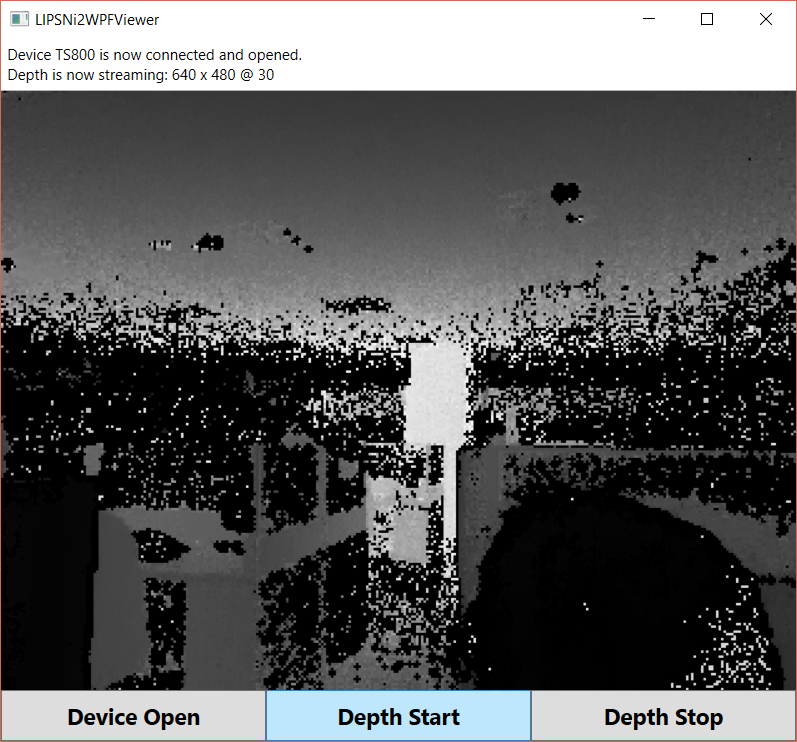 LIPSNi2WPFViewer
Device TS800 is now connected and opened.
Depth is now streaming: 640 x 480 @ 30
Device Open
Depth Start
Depth Stop